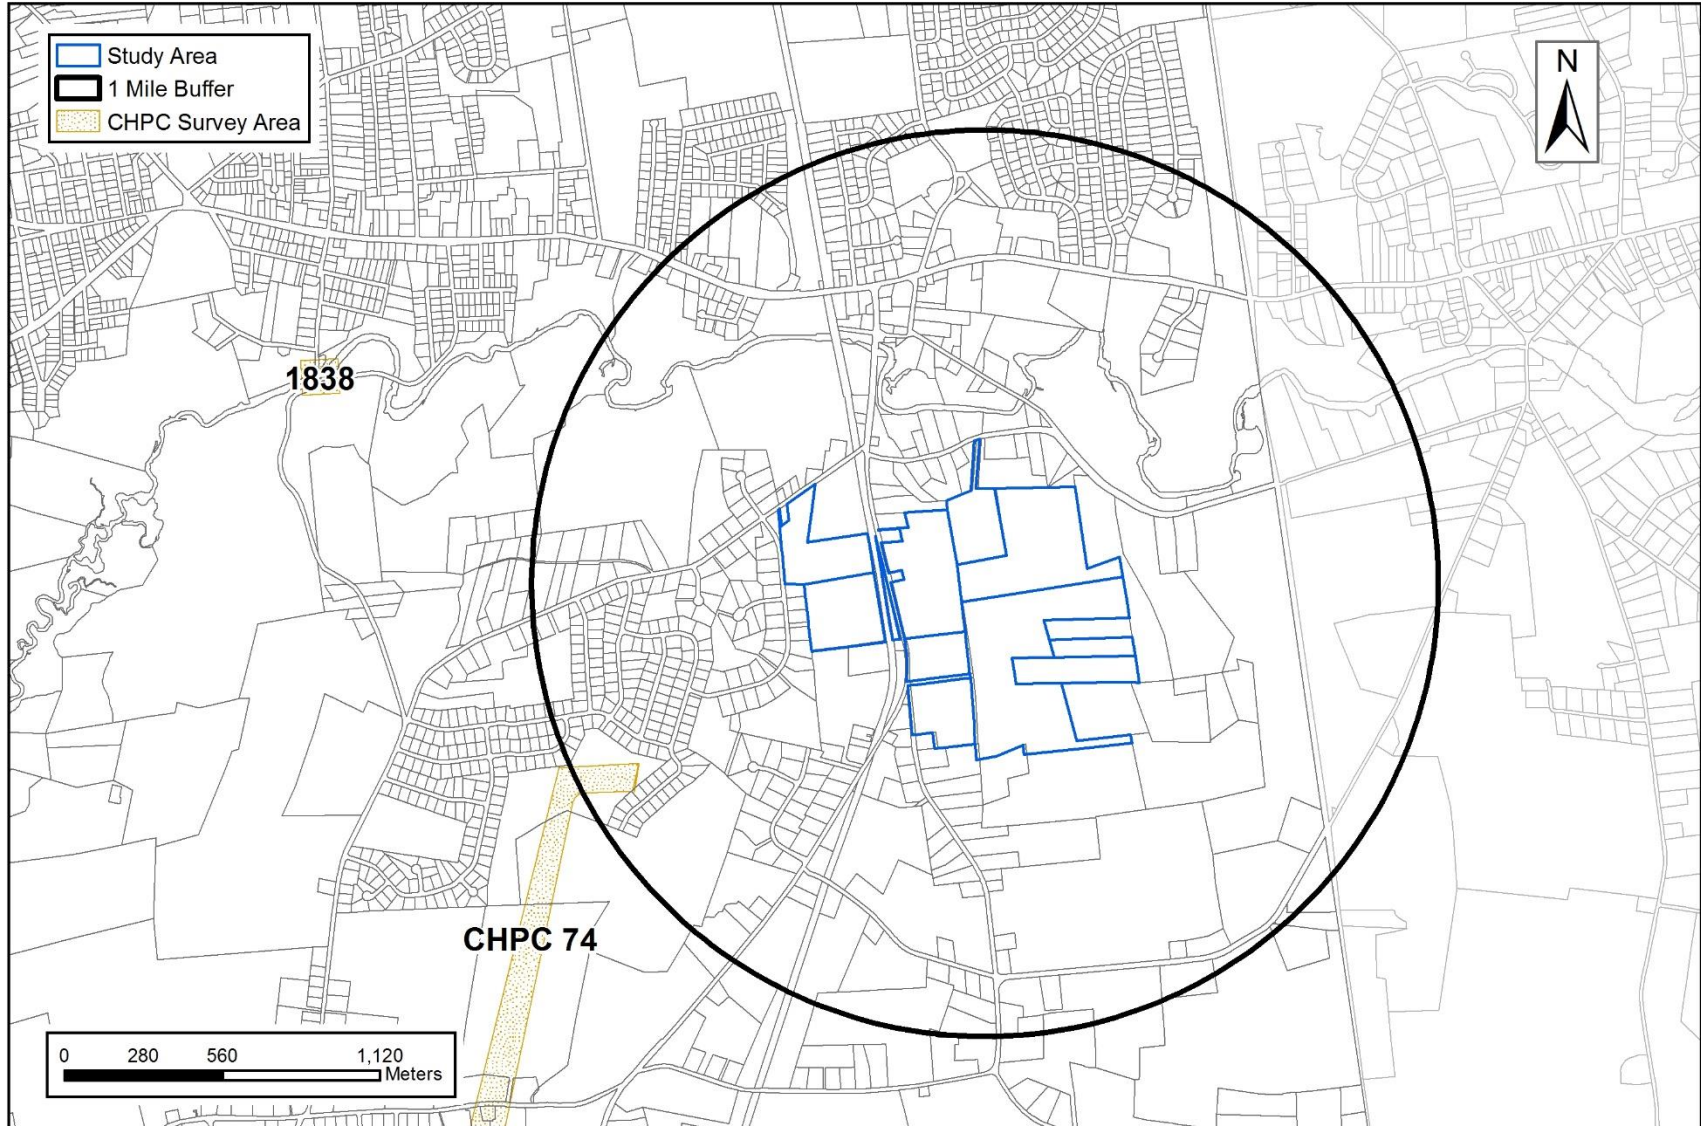 Study Area
1 Mile Buffer
CHPC Survey Area
N
1838
CHPC 74
0 280 560 1,120
Meters